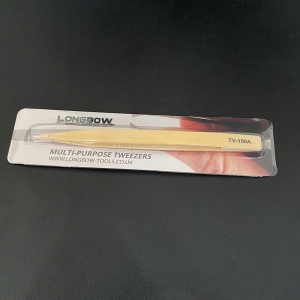 LONGBOW
TV-150A
MULTI-PURPOSE TWEEZERS
WWW.LONGBOW-TOOLS.CO.UK